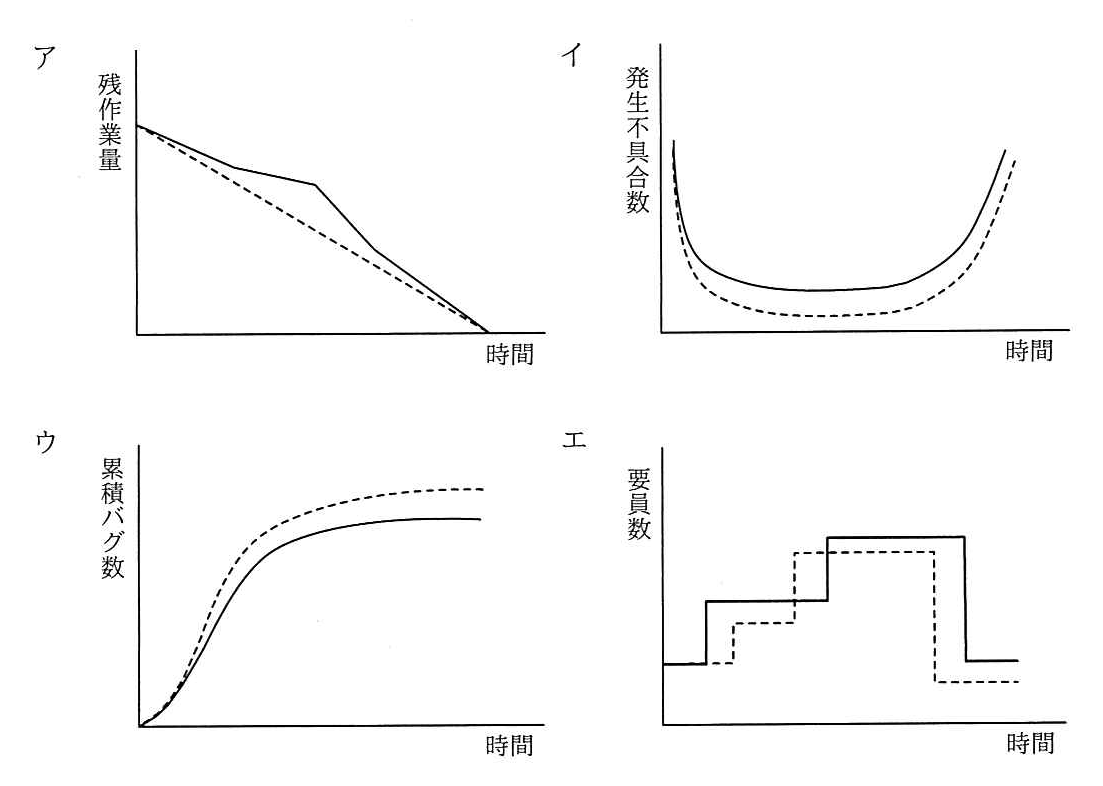 ア
残作業量
時間
イ
発生不具合数
時間
ウ
累積バグ数
時間
エ
要員数
時間